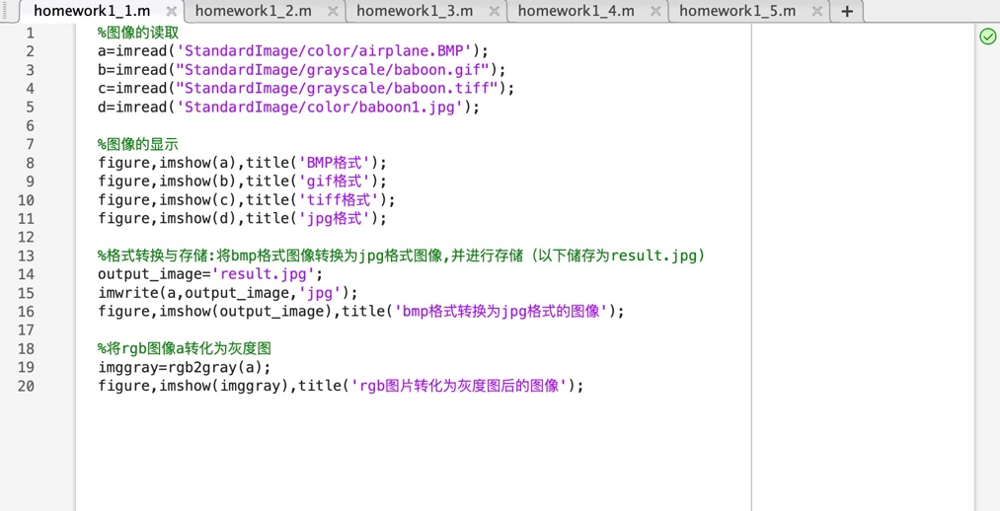 homework1_1.m × homework1_2.m × homework1_3.m × homework1_4.m × homework1_5.m × +
1 %图像的读取
2 a=imread('StandardImage/color/airplane.BMP');
3 b=imread("StandardImage/grayscale/baboon.gif");
4 c=imread("StandardImage/grayscale/baboon.tiff");
5 d=imread('StandardImage/color/baboon1.jpg');
6
7 %图像的显示
8 figure,imshow(a),title('BMP格式');
9 figure,imshow(b),title('gif格式');
10 figure,imshow(c),title('tiff格式');
11 figure,imshow(d),title('jpg格式');
12
13 %格式转换与存储:将bmp格式图像转换为jpg格式图像,并进行存储（以下储存为result.jpg)
14 output_image='result.jpg';
15 imwrite(a,output_image,'jpg');
16 figure,imshow(output_image),title('bmp格式转换为jpg格式的图像');
17
18 %将rgb图像a转化为灰度图
19 imggray=rgb2gray(a);
20 figure,imshow(imggray),title('rgb图片转化为灰度图后的图像');